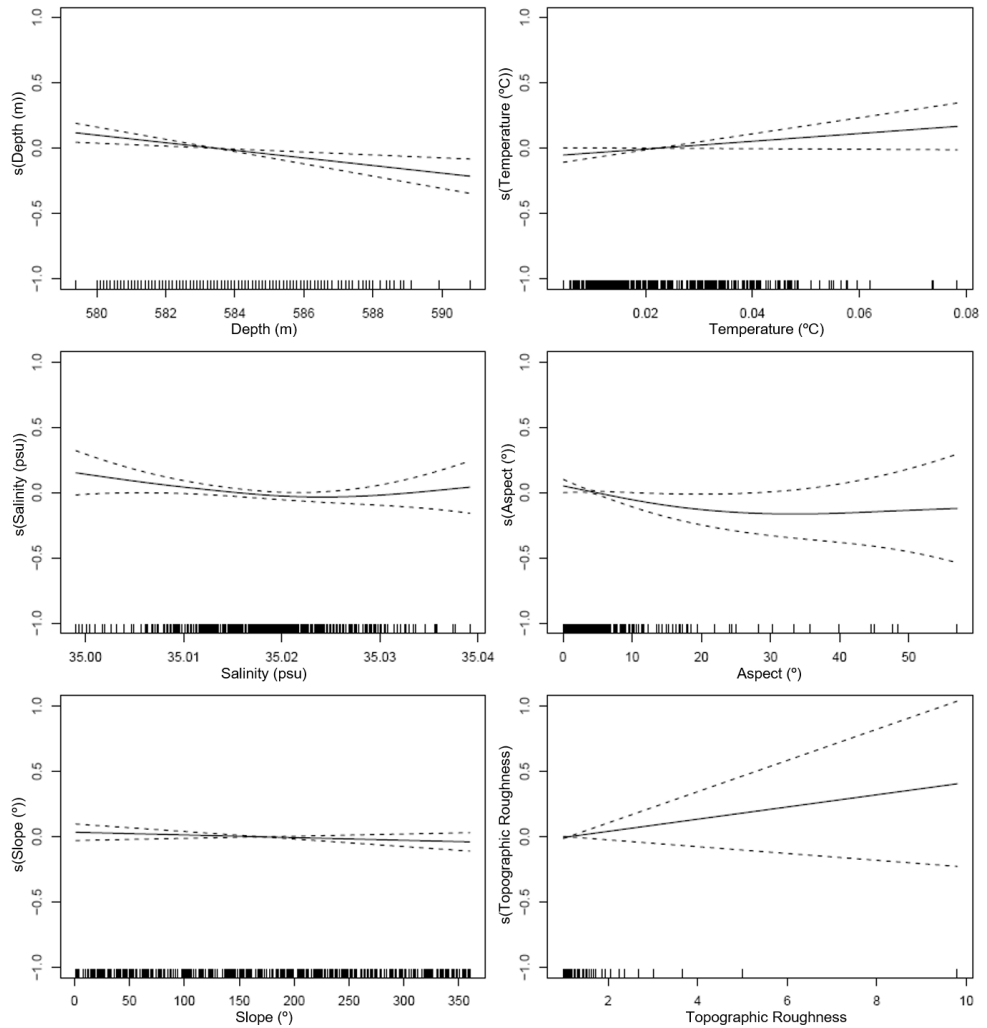 1.0
0.5
0.0
−0.5
−1.0
s(Depth (m))
580 582 584 586 588 590
Depth (m)
1.0
0.5
0.0
−0.5
−1.0
s(Temperature (ºC))
0.02 0.04 0.06 0.08
Temperature (ºC)
1.0
0.5
0.0
−0.5
−1.0
s(Salinity (psu))
35.00 35.01 35.02 35.03 35.04
Salinity (psu)
1.0
0.5
0.0
−0.5
−1.0
s(Aspect (º))
0 10 20 30 40 50
Aspect (º)
1.0
0.5
0.0
−0.5
−1.0
s(Slope (º))
0 50 100 150 200 250 300 350
Slope (º)
1.0
0.5
0.0
−0.5
−1.0
s(Topographic Roughness)
2 4 6 8 10
Topographic Roughness